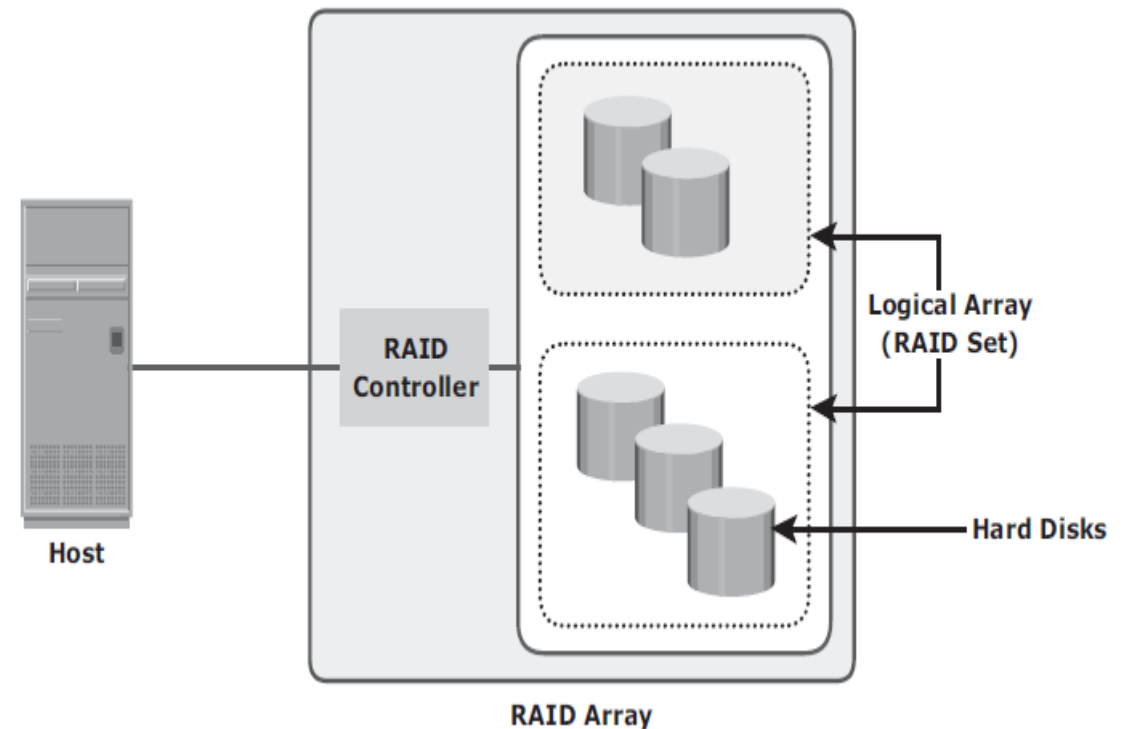 RAID
Controller
Logical Array
(RAID Set)
Hard Disks
Host
RAID Array